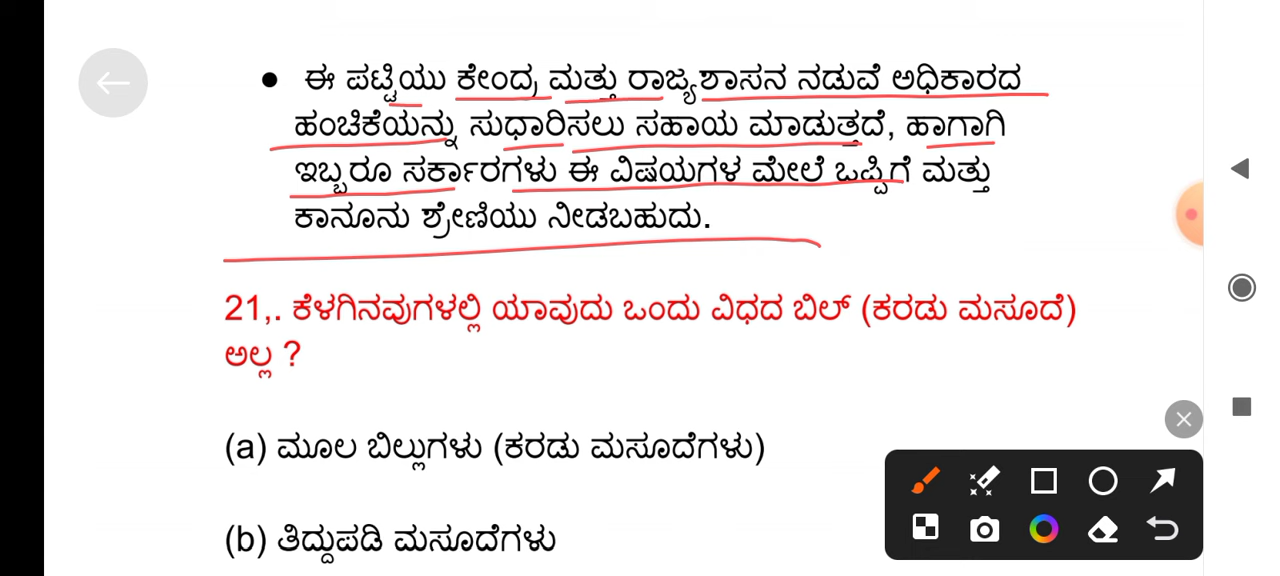 • ಈ ಪಟ್ಟಿಯು ಕೇಂದ್ರ ಮತ್ತು ರಾಜ್ಯಶಾಸನ ನಡುವೆ ಅಧಿಕಾರದ
ಹಂಚಿಕೆಯನ್ನು ಸುಧಾರಿಸಲು ಸಹಾಯ ಮಾಡುತ್ತದೆ, ಹಾಗಾಗಿ
ಇಬ್ಬರೂ ಸರ್ಕಾರಗಳು ಈ ವಿಷಯಗಳ ಮೇಲೆ ಒಪ್ಪಿಗೆ ಮತ್ತು
ಕಾನೂನು ಶ್ರೇಣಿಯು ನೀಡಬಹುದು.
21,. ಕೆಳಗಿನವುಗಳಲ್ಲಿ ಯಾವುದು ಒಂದು ವಿಧದ ಬಿಲ್ (ಕರಡು ಮಸೂದೆ)
ಅಲ್ಲ ?
(a) ಮೂಲ ಬಿಲ್ಲುಗಳು (ಕರಡು ಮಸೂದೆಗಳು)
(b) ತಿದ್ದುಪಡಿ ಮಸೂದೆಗಳು